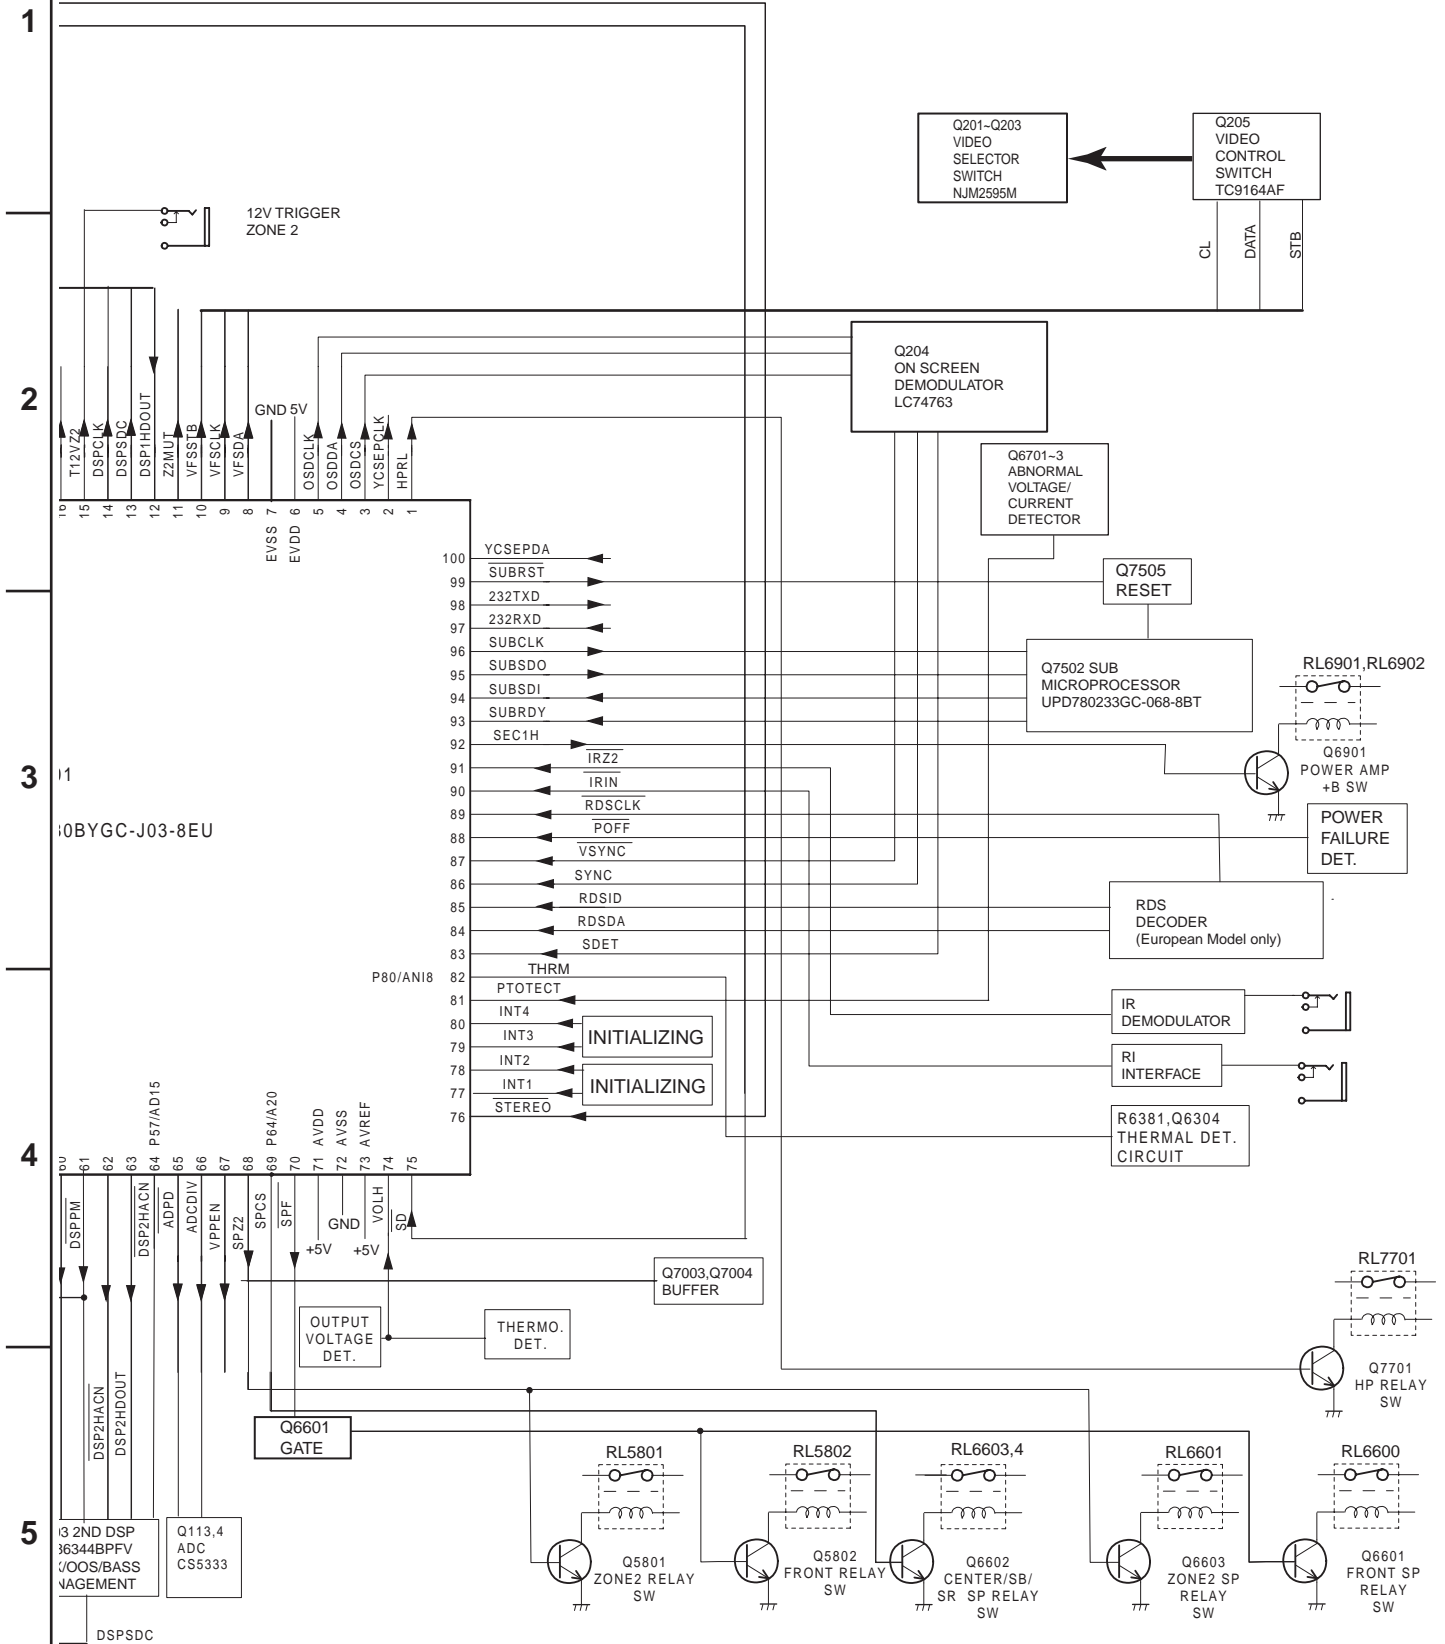 1
Q201~Q203
VIDEO
SELECTOR
SWITCH
NJM2595M
Q205
VIDEO
CONTROL
SWITCH
TC9164AF
12V TRIGGER
ZONE 2
CL
DATA
STB
2
Q204
ON SCREEN
DEMODULATOR
LC74763
GND 5V
T12VZ2
DSPCLK
DSPSDC
DSP1HDOUT
Z2MUT
VFSSTB
VFSCLK
VFSDA
OSDCLK
OSDDA
OSDCS
YCSEPCLK
HPRL
Q6701~3
ABNORMAL
VOLTAGE/
CURRENT
DETECTOR
16 15 14 13 12 11 10 9 8 7 6 5 4 3 2 1
EVSS
EVDD
100 YCSEPDA
99 SUBRST
98 232TXD
97 232RXD
96 SUBCLK
95 SUBSDO
94 SUBSDI
93 SUBRDY
92 SEC1H
91 IRZ2
90 IRIN
89 RDSCLK
88 POFF
87 VSYNC
86 SYNC
85 RDSID
84 RDSDA
83 SDET
P80/ANI8 82 THRM
81 PTOTECT
80 INT4
79 INT3
78 INT2
77 INT1
76 STEREO
Q7505
RESET
Q7502 SUB
MICROPROCESSOR
UPD780233GC-068-8BT
RL6901,RL6902
Q6901
POWER AMP
+B SW
3
01
80BYGC-J03-8EU
POWER
FAILURE
DET.
RDS
DECODER
(European Model only)
IR
DEMODULATOR
INITIALIZING
INITIALIZING
RI
INTERFACE
R6381,Q6304
THERMAL DET.
CIRCUIT
4
P57/AD15
P64/A20
AVDD
AVSS
AVREF
60 61 62 63 64 65 66 67 68 69 70 71 72 73 74 75
DSPPM
DSP2HACN
ADPD
ADCDIV
VPPEN
SPZ2
SPCS
SPF
+5V
GND
+5V
VOLH
SD
Q7003,Q7004
BUFFER
RL7701
OUTPUT
VOLTAGE
DET.
THERMO.
DET.
Q7701
HP RELAY
SW
DSP2HACN
DSP2HDOUT
Q6601
GATE
5
03 2ND DSP
36344BPFV
/OOS/BASS
NAGEMENT
Q113,4
ADC
CS5333
RL5801
Q5801
ZONE2 RELAY
SW
RL5802
Q5802
FRONT RELAY
SW
RL6603,4
Q6602
CENTER/SB/
SR SP RELAY
SW
RL6601
Q6603
ZONE2 SP
RELAY
SW
RL6600
Q6601
FRONT SP
RELAY
SW
DSPSDC